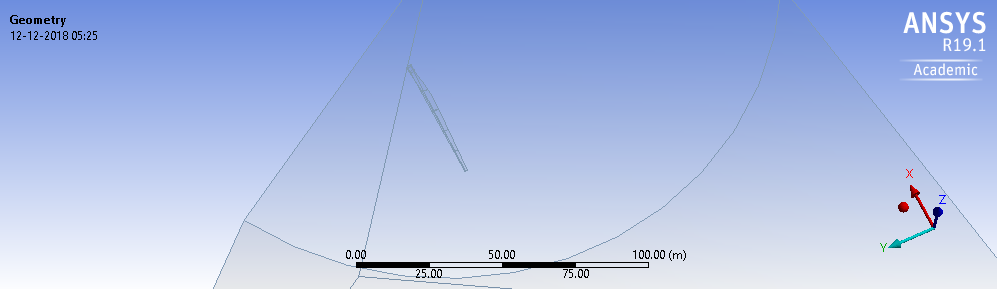 Geometry
12-12-2018 05:25
ANSYS
R19.1
Academic
X
Z
Y
0.00 50.00 100.00 (m)
25.00 75.00